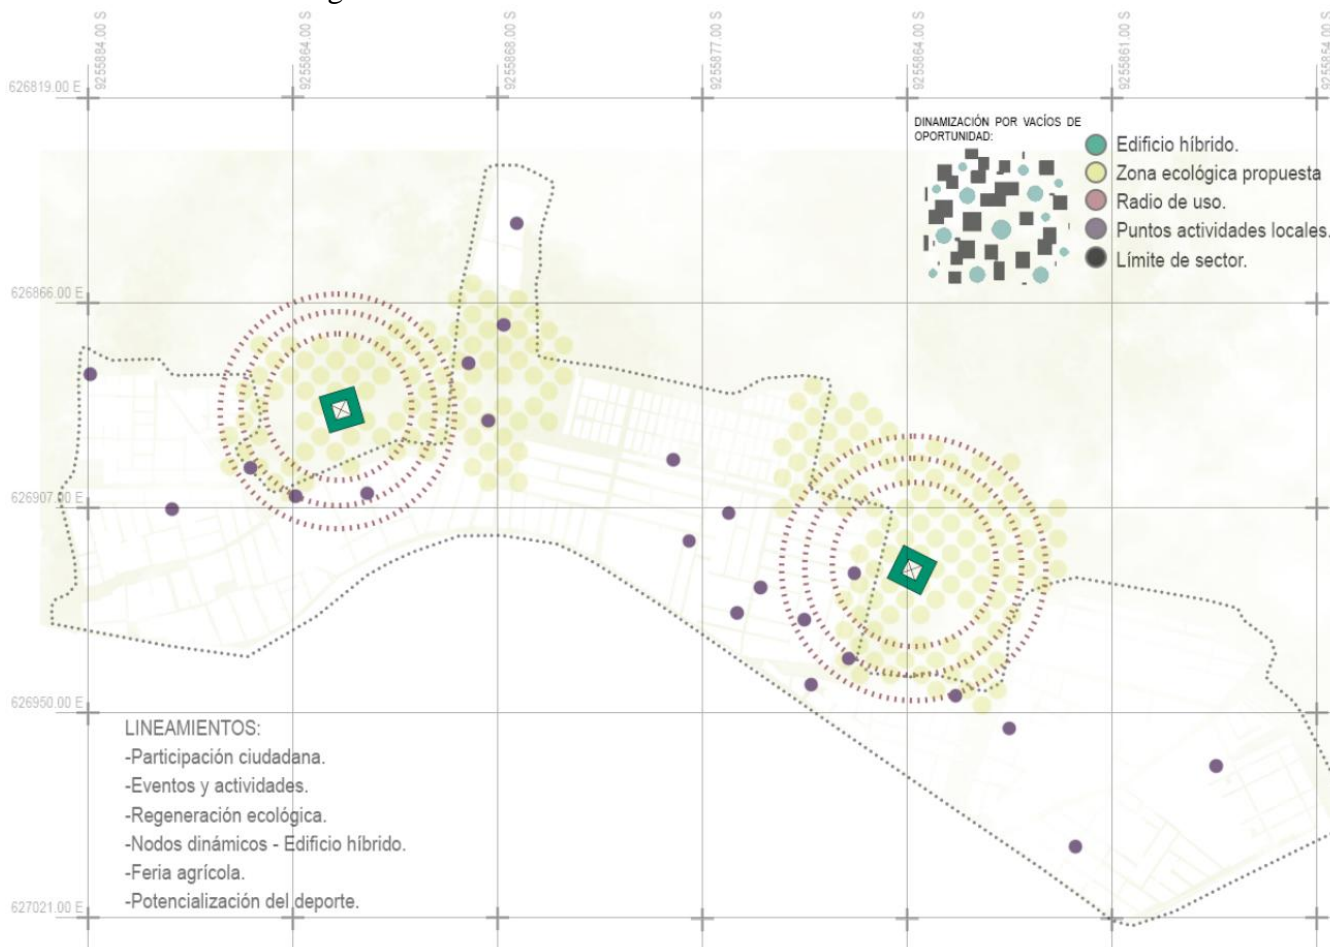 9255884.00 S
9255864.00 S
9255868.00 S
9255877.00 S
9255864.00 S
9255861.00 S
9255854.00 S
626819.00 E
DINAMIZACIÓN POR VACÍOS DE
OPORTUNIDAD:
Edificio híbrido.
Zona ecológica propuesta
Radio de uso.
Puntos actividades locales.
Límite de sector.
626866.00 E
626907.00 E
626950.00 E
LINEAMIENTOS:
-Participación ciudadana.
-Eventos y actividades.
-Regeneración ecológica.
-Nodos dinámicos - Edificio híbrido.
-Feria agrícola.
-Potencialización del deporte.
627021.00 E